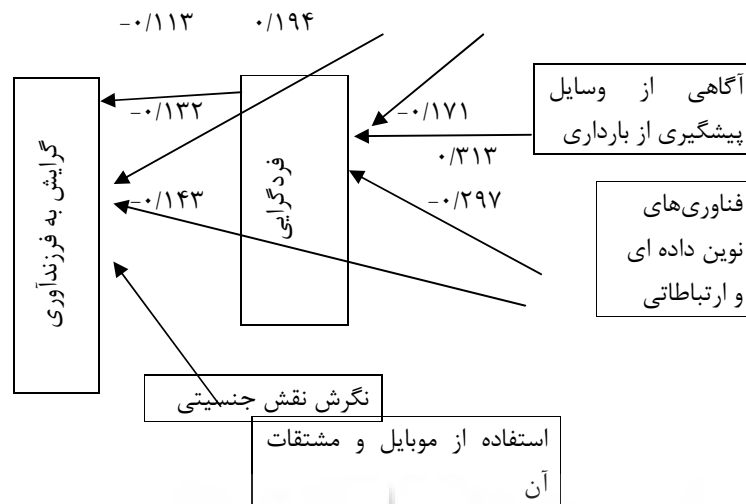 -۰/۱۱۳
۰/۱۹۴
آگاهی از وسایل
پیشگیری از بارداری
-۰/۱۳۲
-۰/۱۷۱
۰/۳۱۳
-۰/۱۴۳
-۰/۲۹۷
گرایش به فرزندآوری
فردگرایی
فناوری‌های
نوین داده ای
و ارتباطاتی
نگرش نقش جنسیتی
استفاده از موبایل و مشتقات
آن